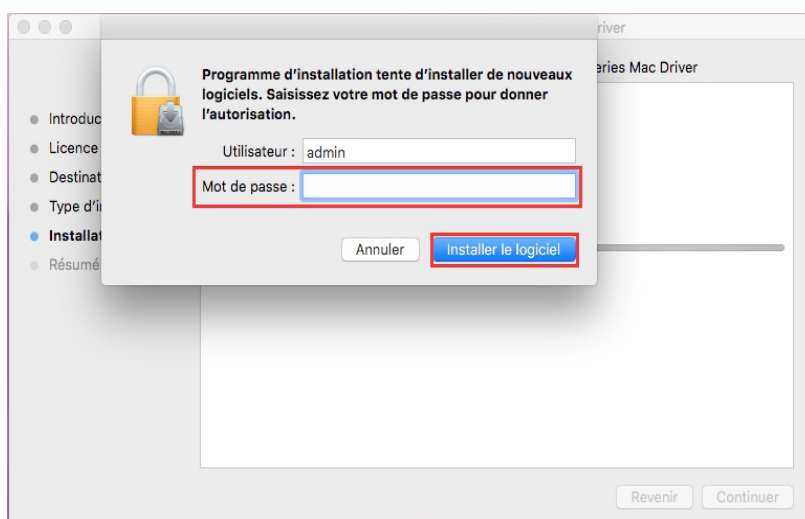 river
eries Mac Driver
Programme d'installation tente d'installer de nouveaux
logiciels. Saisissez votre mot de passe pour donner
l'autorisation.
Utilisateur : admin
Mot de passe :
Annuler
Installer le logiciel
Introduc
Licence
Destinat
Type d'i
Installat
Résumé
Revenir
Continuer